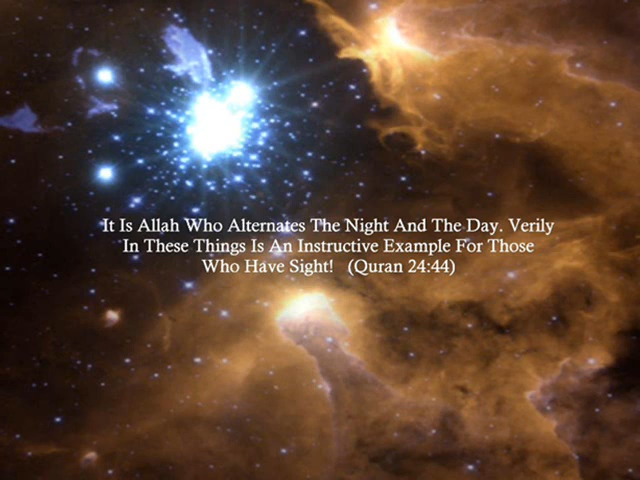 It Is Allah Who Alternates The Night And The Day. Verily
In These Things Is An Instructive Example For Those
Who Have Sight! (Quran 24:44)